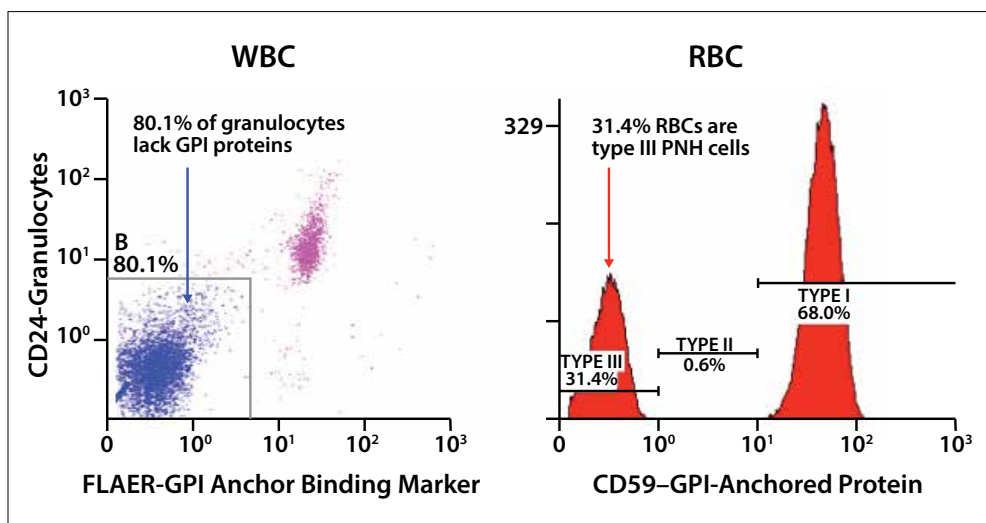 WBC
CD24-Granulocytes
10³
10²
10¹
10⁰
80.1% of granulocytes
lack GPI proteins
B
80.1%
0
10⁰
10¹
10²
10³
FLAER-GPI Anchor Binding Marker
RBC
329
31.4% RBCs are
type III PNH cells
TYPE III
31.4%
TYPE II
0.6%
TYPE I
68.0%
0
10⁰
10¹
10²
10³
CD59–GPI-Anchored Protein